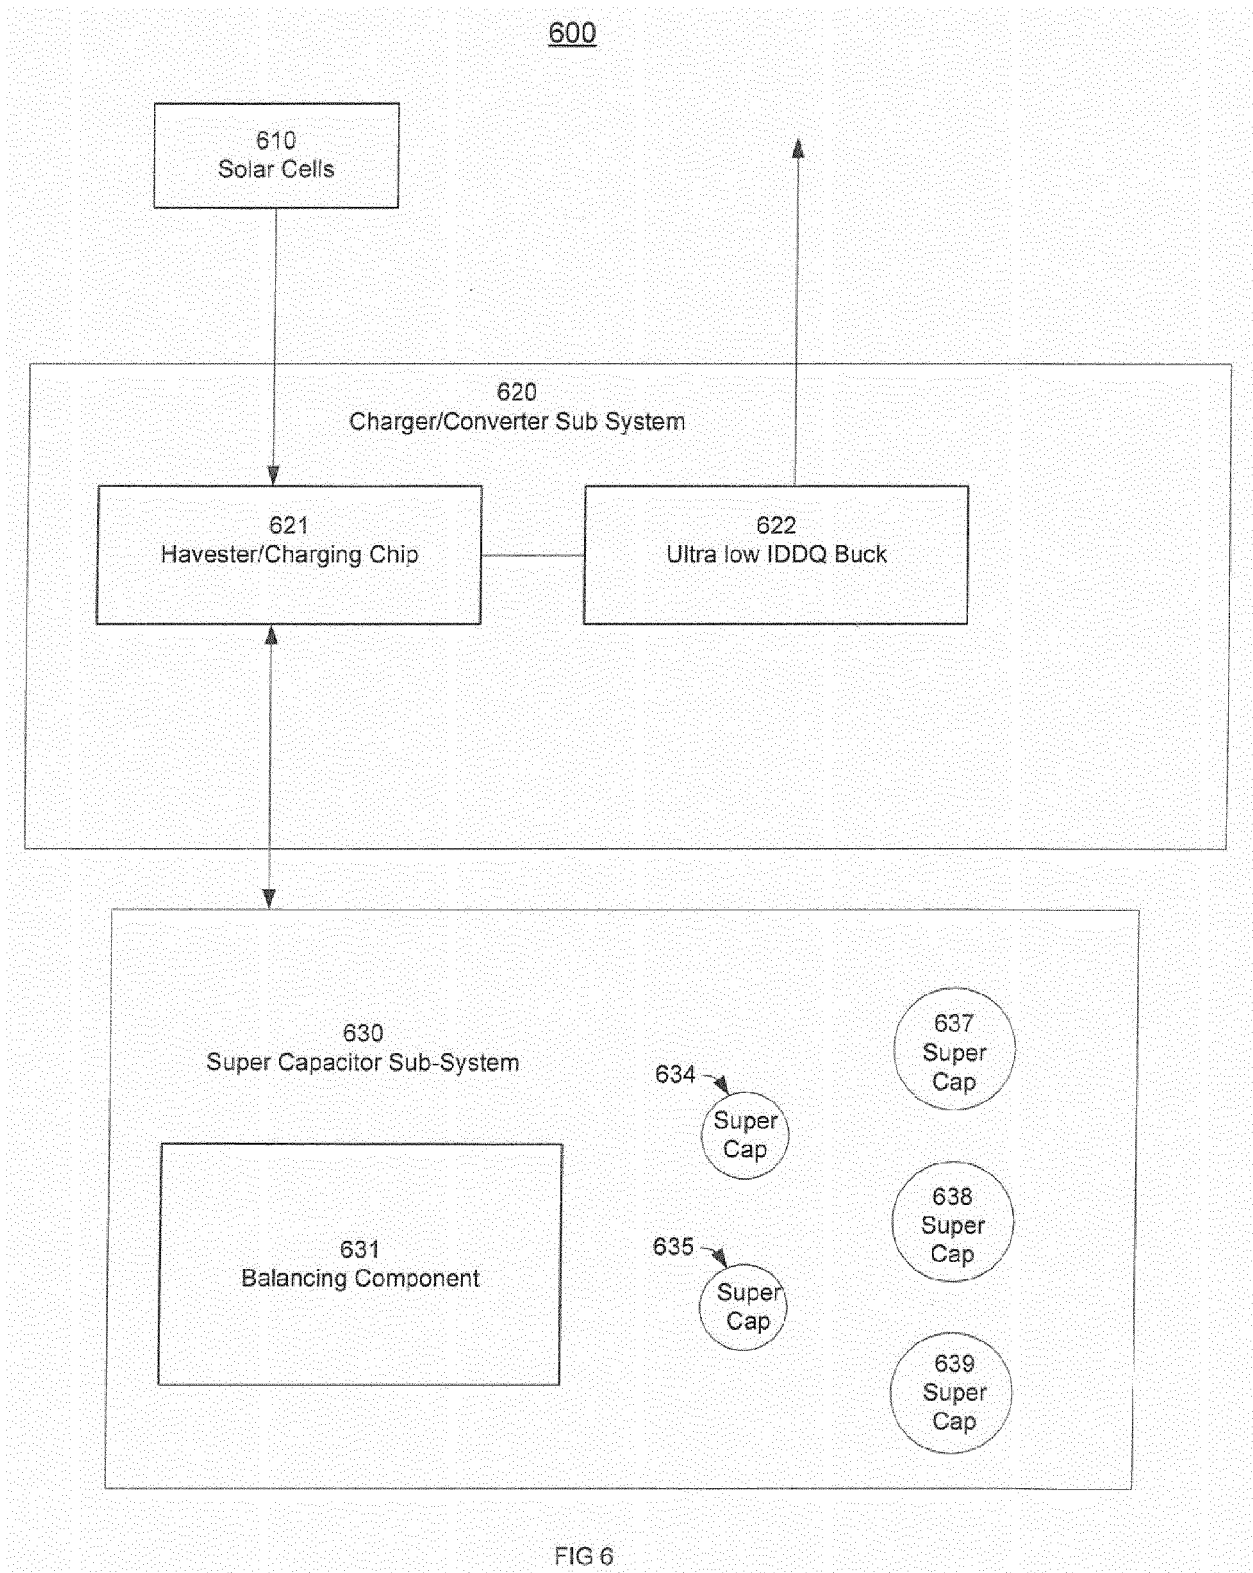 600
610
Solar Cells
620
Charger/Converter Sub System
621
Havester/Charging Chip
622
Ultra low IDDQ Buck
630
Super Capacitor Sub-System
631
Balancing Component
634
Super
Cap
635
Super
Cap
637
Super
Cap
638
Super
Cap
639
Super
Cap
FIG 6